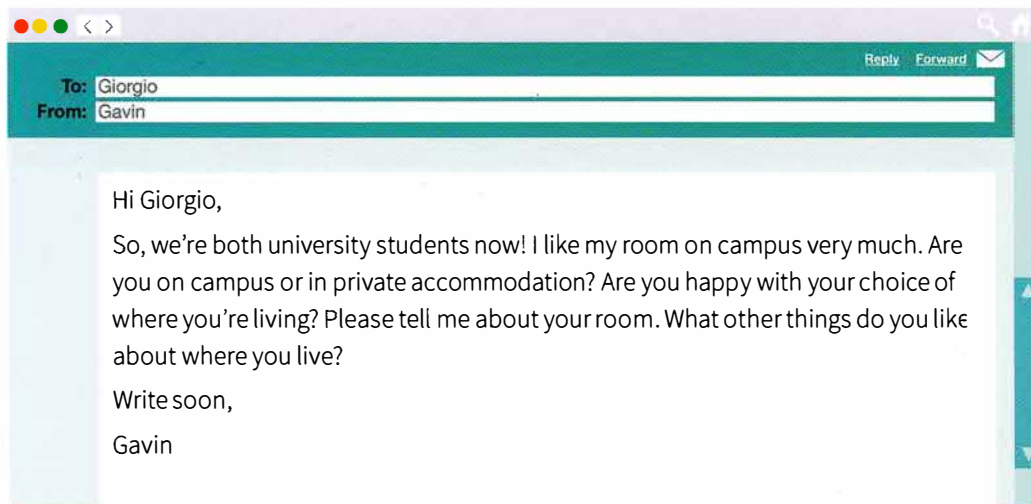 Reply Forward
To: Giorgio
From: Gavin
Hi Giorgio,
So, we're both university students now! I like my room on campus very much. Are
you on campus or in private accommodation? Are you happy with your choice of
where you're living? Please tell me about your room. What other things do you like
about where you live?
Write soon,
Gavin